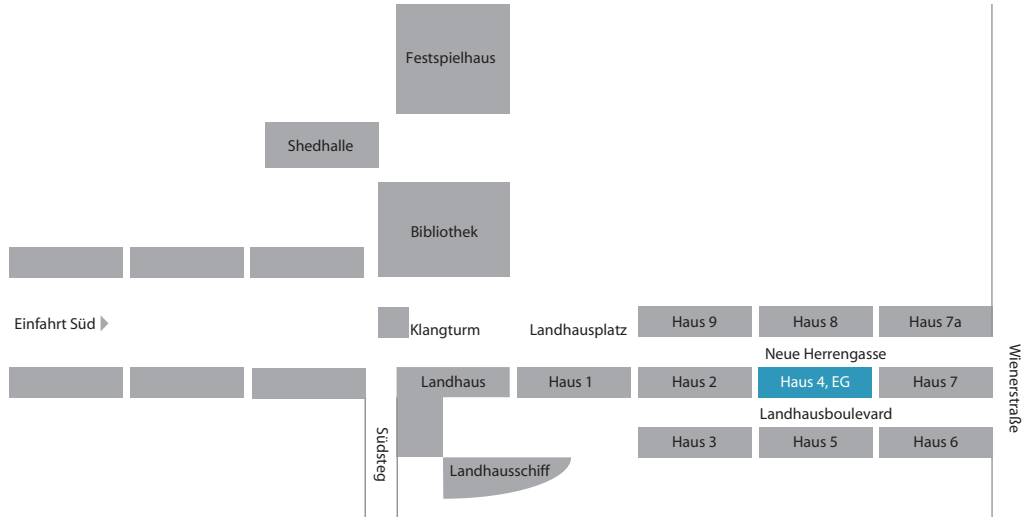 Festspielhaus
Shedhalle
Bibliothek
Einfahrt Süd
Klangturm
Landhausplatz
Haus 9
Haus 8
Haus 7a
Neue Herrengasse
Landhaus
Haus 1
Haus 2
Haus 4, EG
Haus 7
Wienerstraße
Landhausboulevard
Südsteg
Haus 3
Haus 5
Haus 6
Landhausschiff